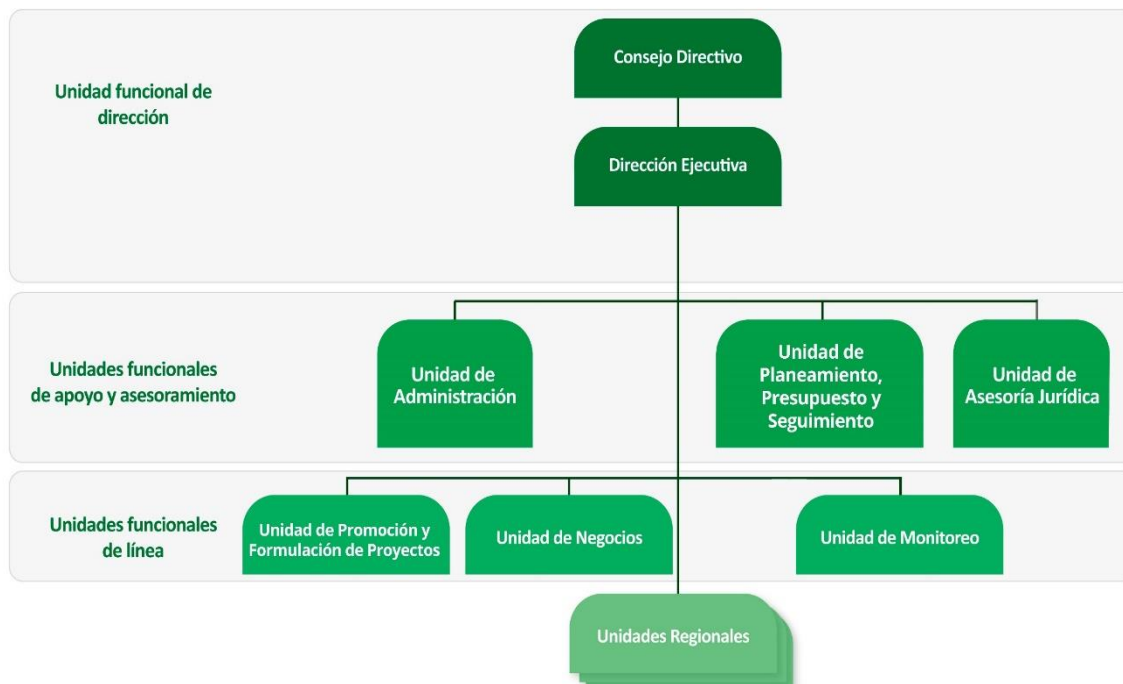 Unidad funcional de
dirección
Consejo Directivo
Dirección Ejecutiva
Unidades funcionales
de apoyo y asesoramiento
Unidad de
Administración
Unidad de
Planeamiento,
Presupuesto y
Seguimiento
Unidad de
Asesoría Jurídica
Unidades funcionales
de línea
Unidad de Promoción y
Formulación de Proyectos
Unidad de Negocios
Unidad de Monitoreo
Unidades Regionales